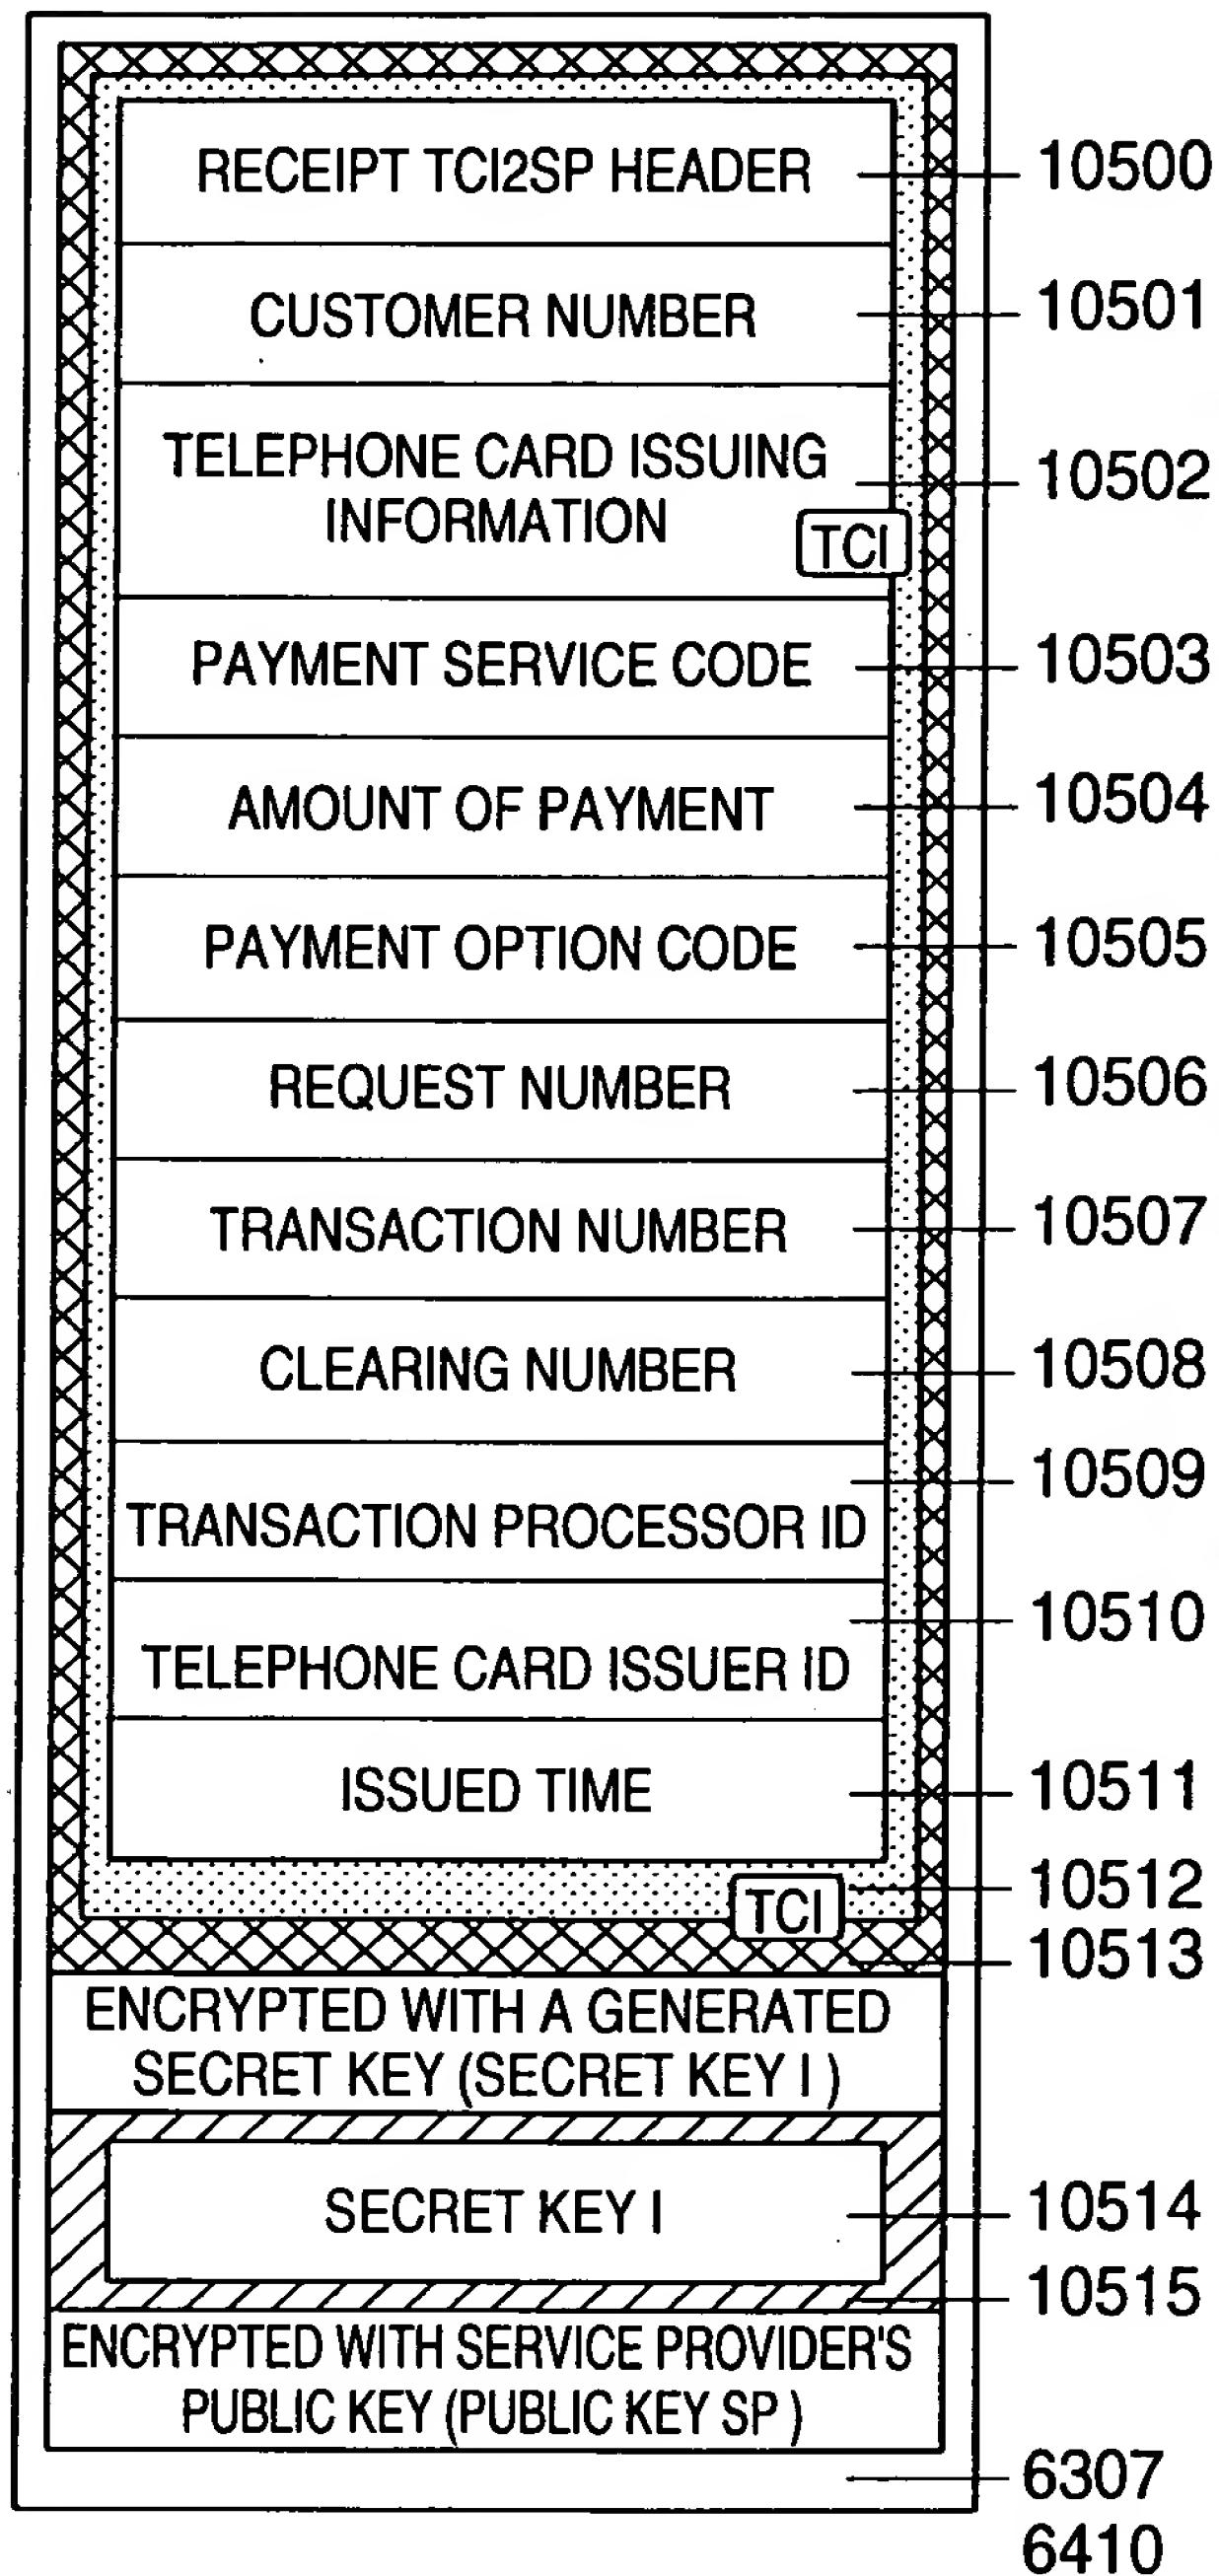 RECEIPT TCI2SP HEADER
10500
CUSTOMER NUMBER
10501
TELEPHONE CARD ISSUING
INFORMATION
10502
TCI
PAYMENT SERVICE CODE
10503
AMOUNT OF PAYMENT
10504
PAYMENT OPTION CODE
10505
REQUEST NUMBER
10506
TRANSACTION NUMBER
10507
CLEARING NUMBER
10508
TRANSACTION PROCESSOR ID
10509
TELEPHONE CARD ISSUER ID
10510
ISSUED TIME
10511
10512
TCI
10513
ENCRYPTED WITH A GENERATED
SECRET KEY (SECRET KEY I )
SECRET KEY I
10514
10515
ENCRYPTED WITH SERVICE PROVIDER'S
PUBLIC KEY (PUBLIC KEY SP )
6307
6410